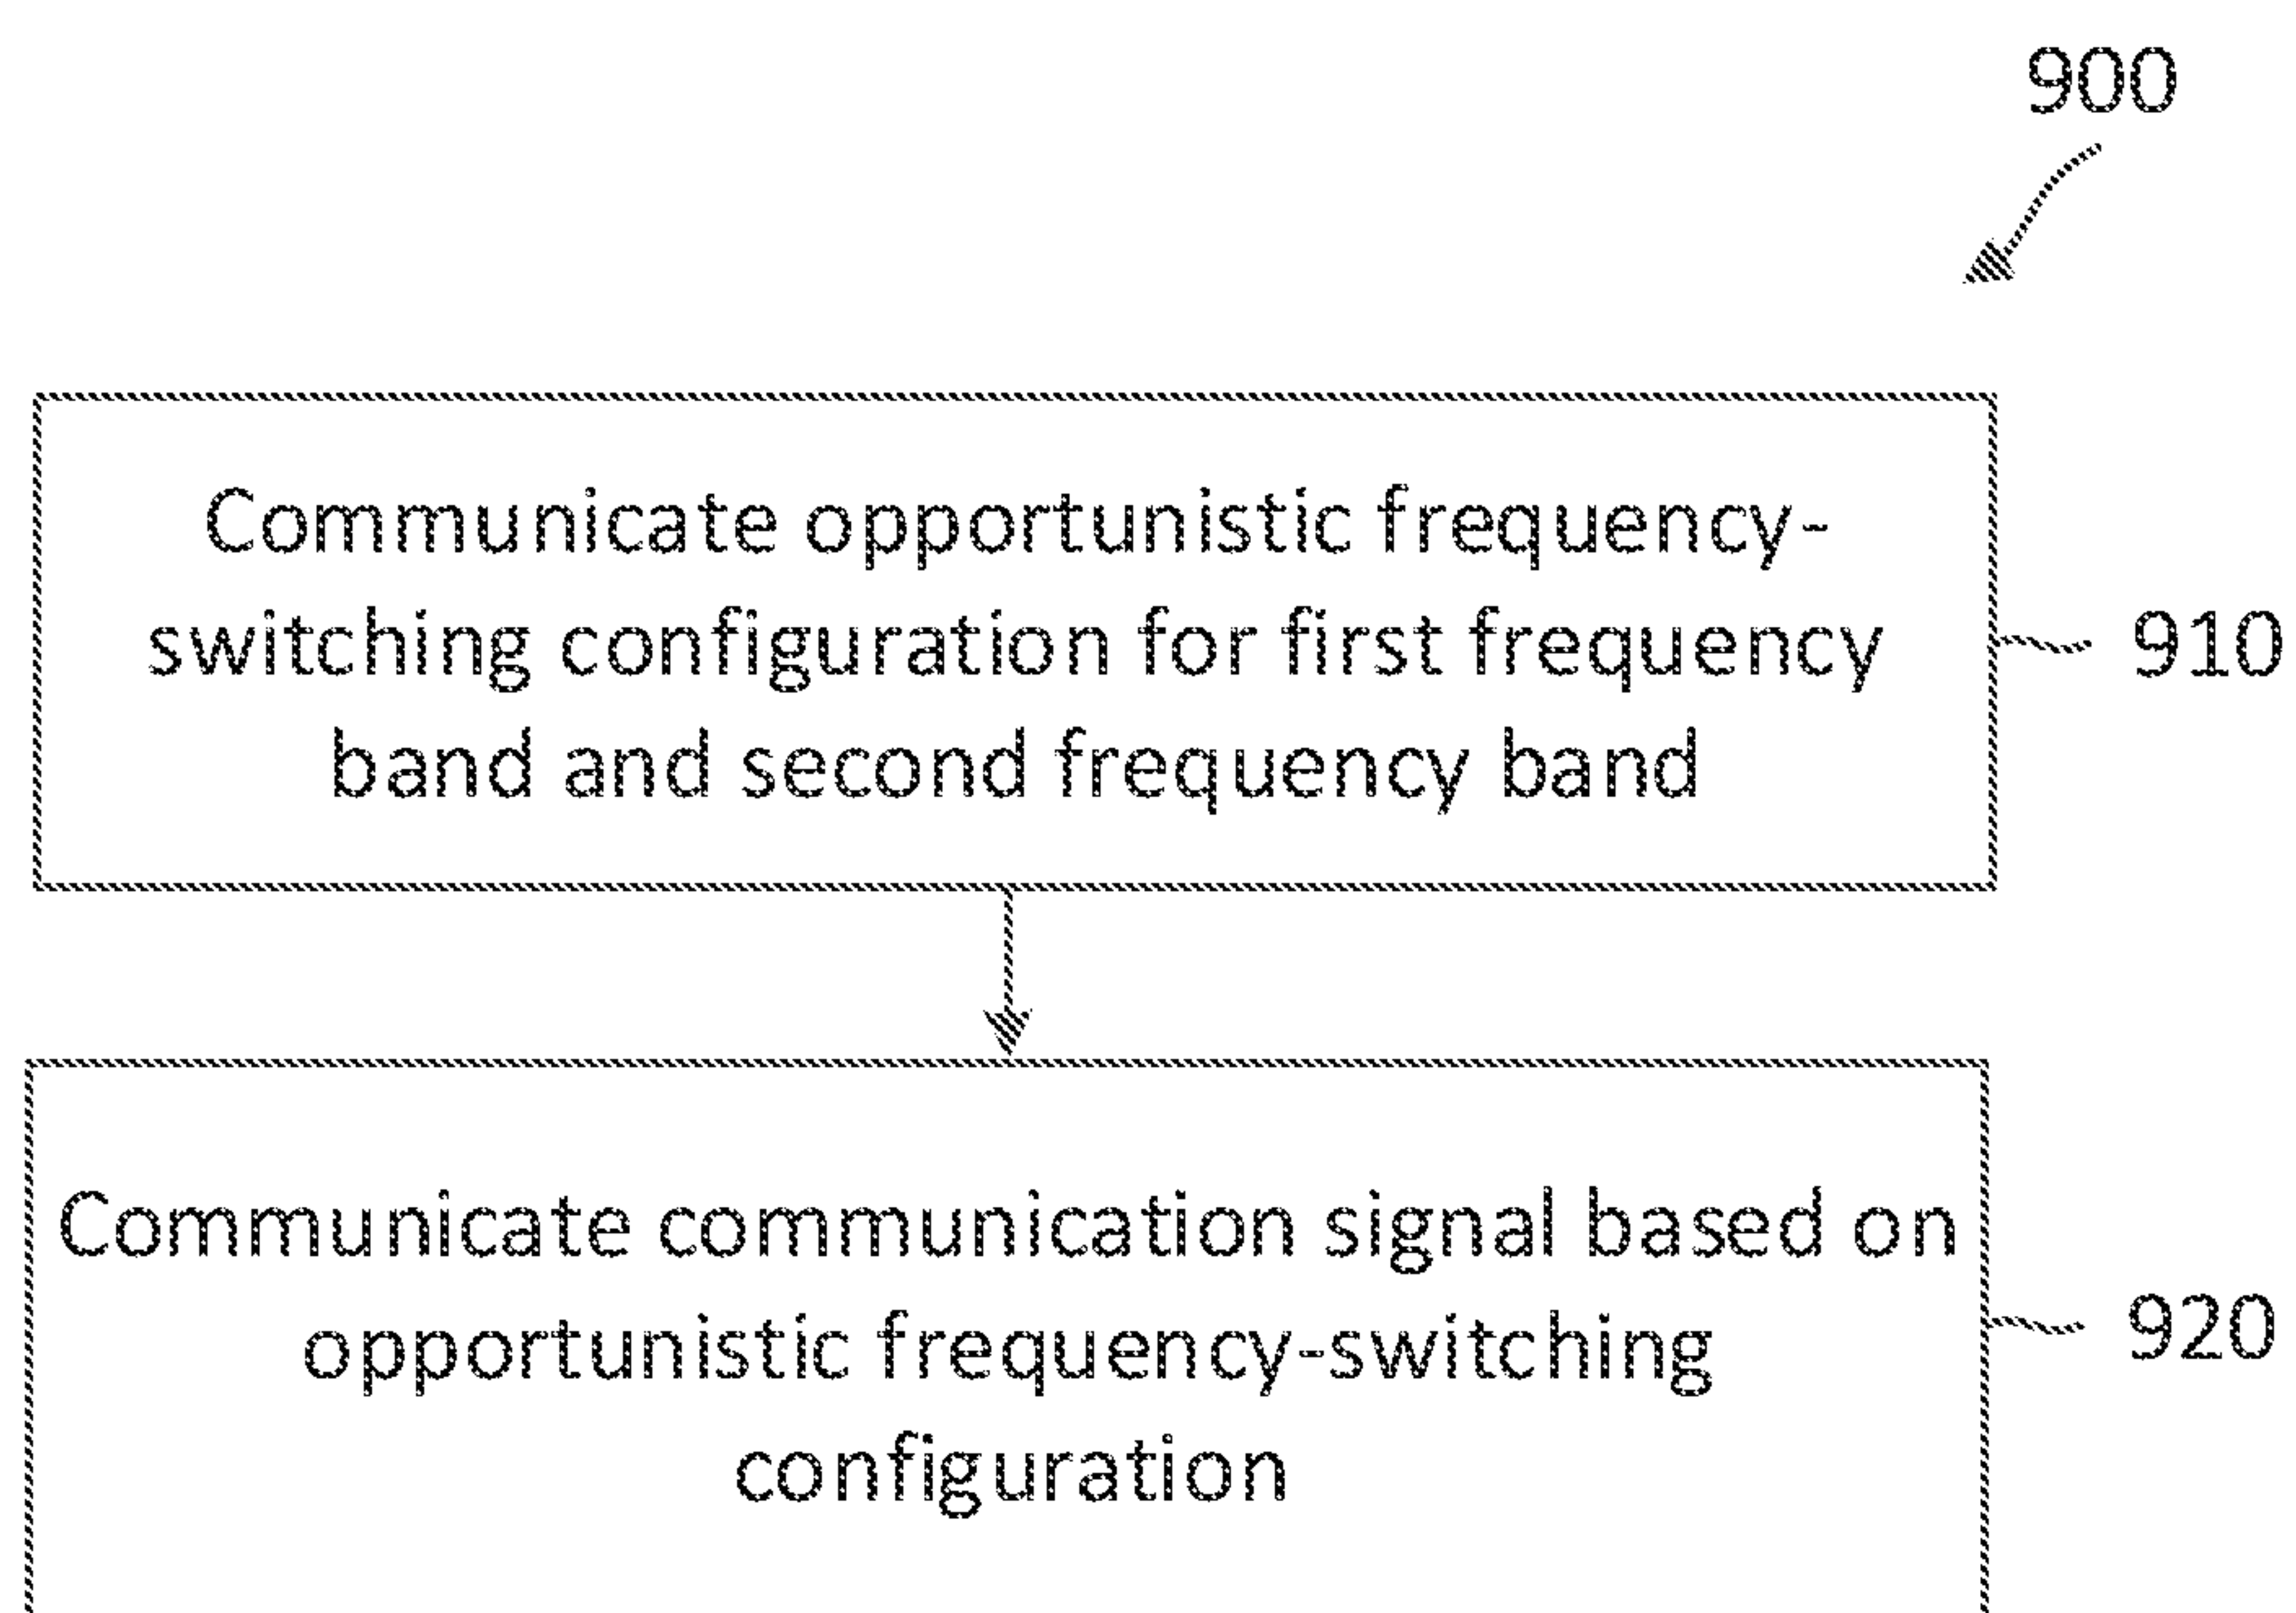 900
Communicate opportunistic frequency-
switching configuration for first frequency
band and second frequency band
910
Communicate communication signal based on
opportunistic frequency-switching
configuration
920